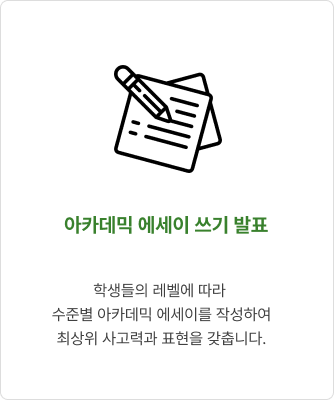 아카데믹 에세이 쓰기 발표
학생들의 레벨에 따라
수준별 아카데믹 에세이를 작성하여
최상위 사고력과 표현을 갖춥니다.